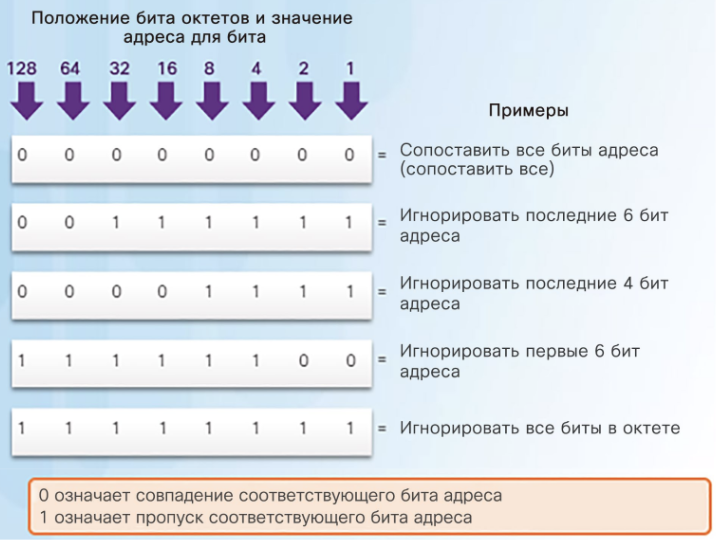 Положение бита октетов и значение
адреса для бита
128 64 32 16 8 4 2 1
Примеры
0 0 0 0 0 0 0 0 = Сопоставить все биты адреса
(сопоставить все)
0 0 1 1 1 1 1 1 = Игнорировать последние 6 бит
адреса
0 0 0 0 1 1 1 1 = Игнорировать последние 4 бит
адреса
1 1 1 1 1 1 0 0 = Игнорировать первые 6 бит
адреса
1 1 1 1 1 1 1 1 = Игнорировать все биты в октете
0 означает совпадение соответствующего бита адреса
1 означает пропуск соответствующего бита адреса